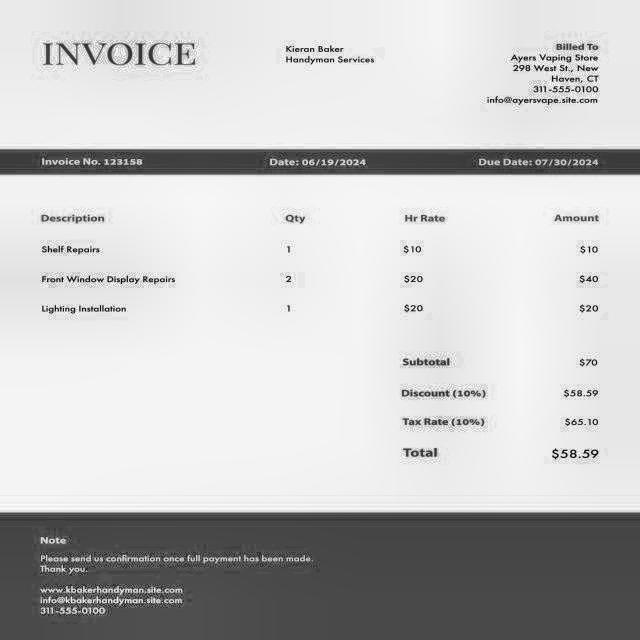 INVOICE
Kieran Baker
Handyman Services
Billed To
Ayers Vaping Store
298 West St., New
Haven, CT
311-555-0100
info@ayersvape.site.com
Invoice No. 123158 Date: 06/19/2024 Due Date: 07/30/2024
Description Qty Hr Rate Amount
Shelf Repairs 1 $10 $10
Front Window Display Repairs 2 $20 $40
Lighting Installation 1 $20 $20
Subtotal $70
Discount (10%) $58.59
Tax Rate (10%) $65.10
Total $58.59
Note
Please send us confirmation once full payment has been made.
Thank you.
www.kbakerhandyman.site.com
info@kbakerhandyman.site.com
311-555-0100